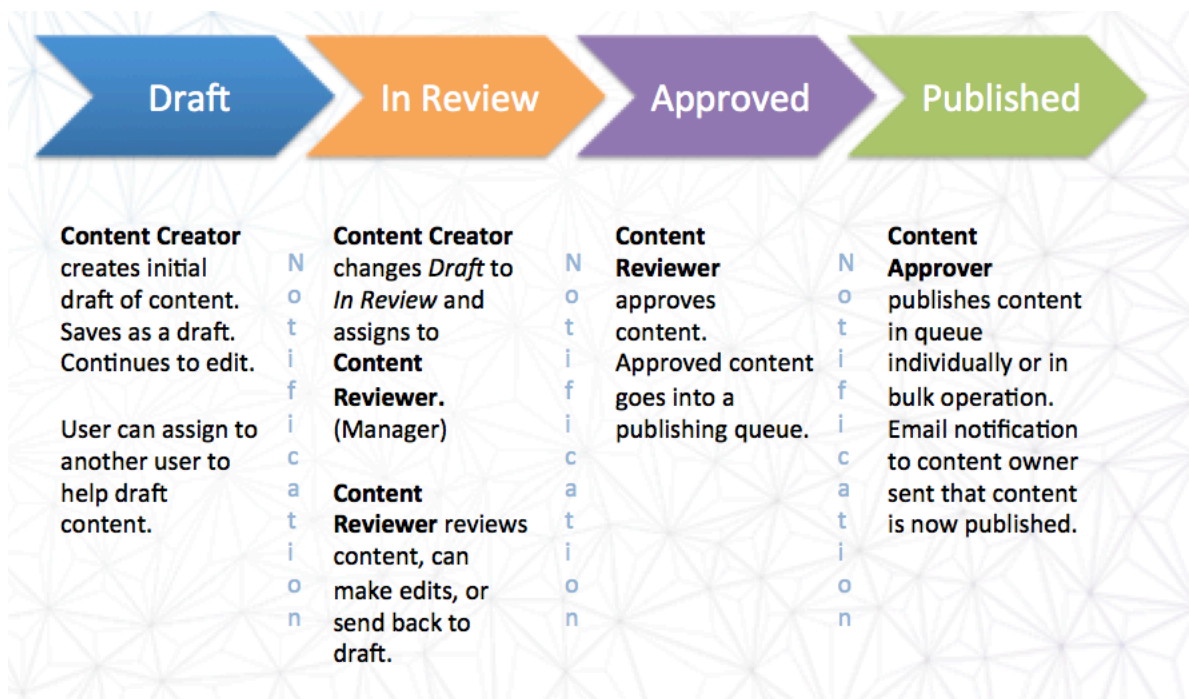 Draft
In Review
Approved
Published
Content Creator
creates initial
draft of content.
Saves as a draft.
Continues to edit.
User can assign to
another user to
help draft
content.
Notification
Content Creator
changes Draft to
In Review and
assigns to
Content
Reviewer.
(Manager)
Content
Reviewer reviews
content, can
make edits, or
send back to
draft.
Notification
Content
Reviewer
approves
content.
Approved content
goes into a
publishing queue.
Notification
Content
Approver
publishes content
in queue
individually or in
bulk operation.
Email notification
to content owner
sent that content
is now published.